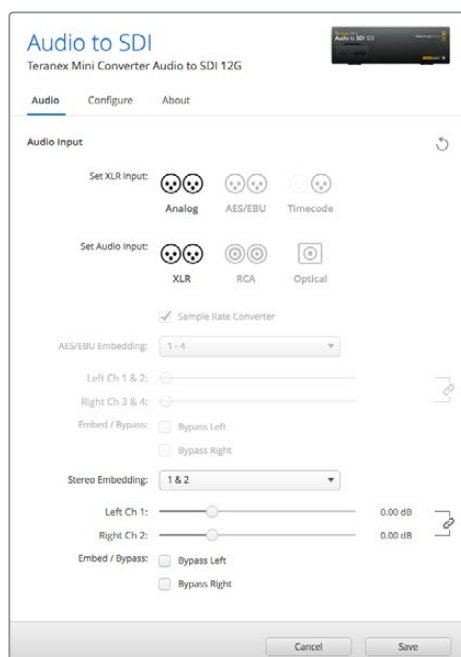 Audio to SDI
Teranex Mini Converter Audio to SDI 12G
Audio Configure About
Audio Input
Set XLR Input:
Analog AES/EBU Timecode
Set Audio Input:
XLR RCA Optical
Sample Rate Converter
AES/EBU Embedding: 1 - 4
Left Ch 1 & 2:
Right Ch 3 & 4:
Embed / Bypass: Bypass Left
Bypass Right
Stereo Embedding: 1 & 2
Left Ch 1: 0.00 dB
Right Ch 2: 0.00 dB
Embed / Bypass: Bypass Left
Bypass Right
Cancel Save